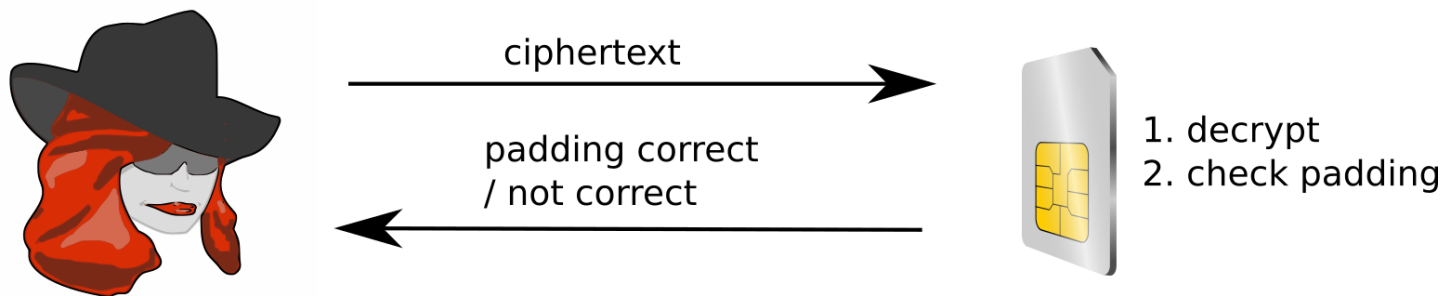 ciphertext
padding correct
/ not correct
1. decrypt
2. check padding